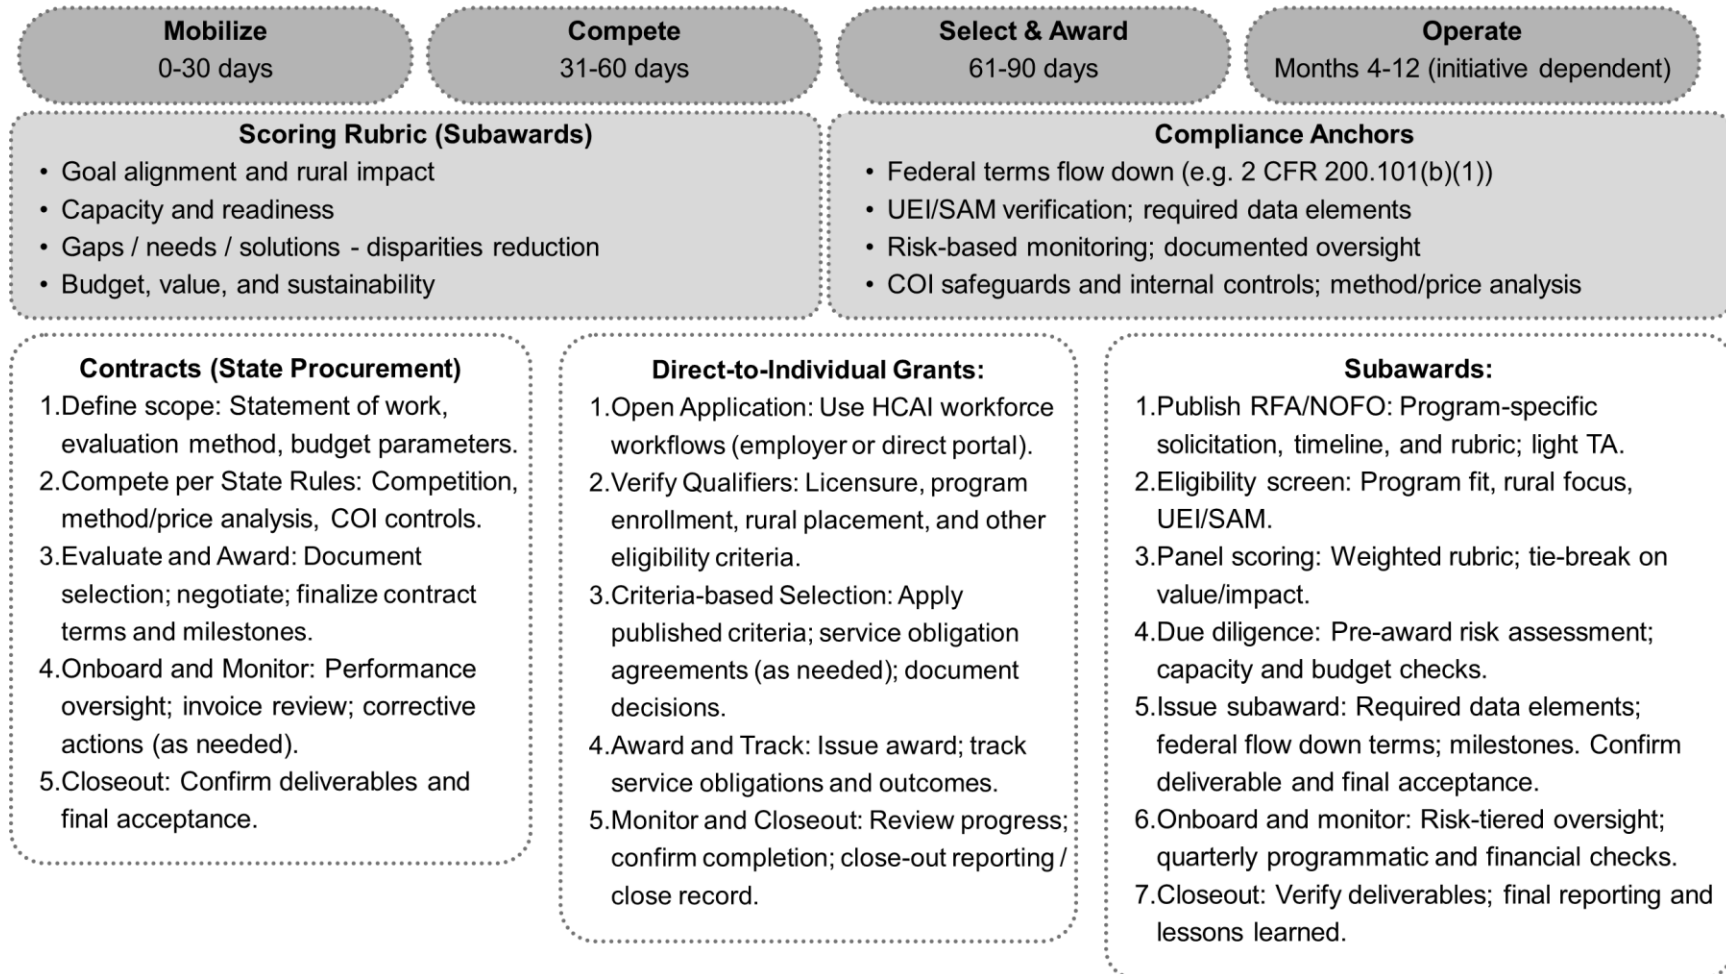 Mobilize
0-30 days
Compete
31-60 days
Select & Award
61-90 days
Operate
Months 4-12 (initiative dependent)
Scoring Rubric (Subawards)
• Goal alignment and rural impact
• Capacity and readiness
• Gaps / needs / solutions - disparities reduction
• Budget, value, and sustainability
Compliance Anchors
• Federal terms flow down (e.g. 2 CFR 200.101(b)(1))
• UEI/SAM verification; required data elements
• Risk-based monitoring; documented oversight
• COI safeguards and internal controls; method/price analysis
Contracts (State Procurement)
1.Define scope: Statement of work,
evaluation method, budget parameters.
2.Compete per State Rules: Competition,
method/price analysis, COI controls.
3.Evaluate and Award: Document
selection; negotiate; finalize contract
terms and milestones.
4.Onboard and Monitor: Performance
oversight; invoice review; corrective
actions (as needed).
5.Closeout: Confirm deliverables and
final acceptance.
Direct-to-Individual Grants:
1.Open Application: Use HCAI workforce
workflows (employer or direct portal).
2.Verify Qualifiers: Licensure, program
enrollment, rural placement, and other
eligibility criteria.
3.Criteria-based Selection: Apply
published criteria; service obligation
agreements (as needed); document
decisions.
4.Award and Track: Issue award; track
service obligations and outcomes.
5.Monitor and Closeout: Review progress;
confirm completion; close-out reporting /
close record.
Subawards:
1.Publish RFA/NOFO: Program-specific
solicitation, timeline, and rubric; light TA.
2.Eligibility screen: Program fit, rural focus,
UEI/SAM.
3.Panel scoring: Weighted rubric; tie-break on
value/impact.
4.Due diligence: Pre-award risk assessment;
capacity and budget checks.
5.Issue subaward: Required data elements;
federal flow down terms; milestones. Confirm
deliverable and final acceptance.
6.Onboard and monitor: Risk-tiered oversight;
quarterly programmatic and financial checks.
7.Closeout: Verify deliverables; final reporting and
lessons learned.